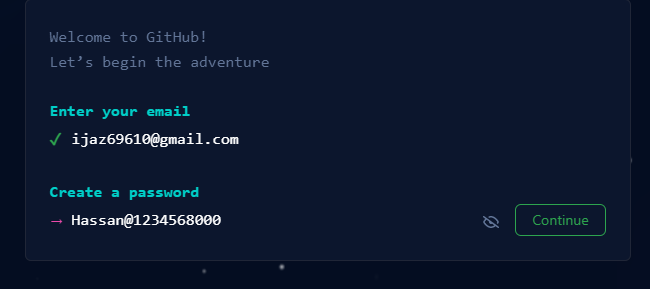 Welcome to GitHub!
Let’s begin the adventure
Enter your email
✓ ijaz69610@gmail.com
Create a password
→ Hassan@1234568000
Continue